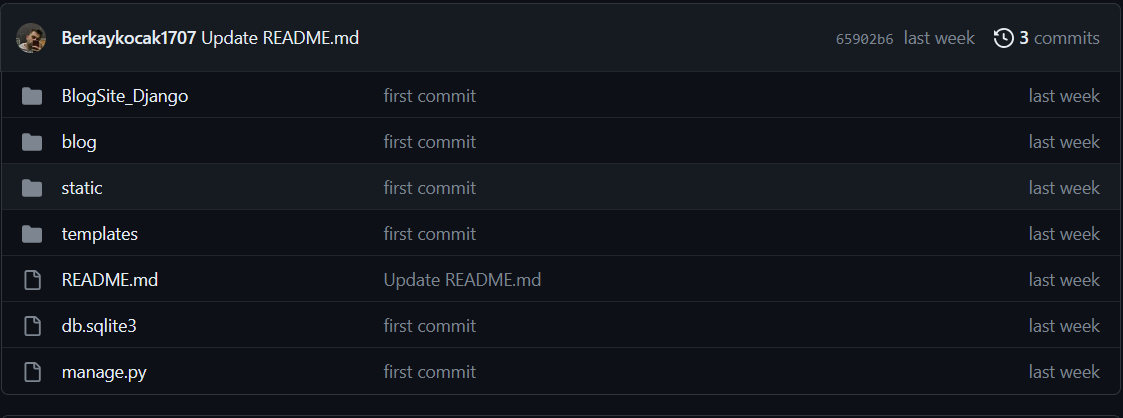 Berkaykocak1707 Update README.md 65902b6 last week 3 commits
BlogSite_Django first commit last week
blog first commit last week
static first commit last week
templates first commit last week
README.md Update README.md last week
db.sqlite3 first commit last week
manage.py first commit last week